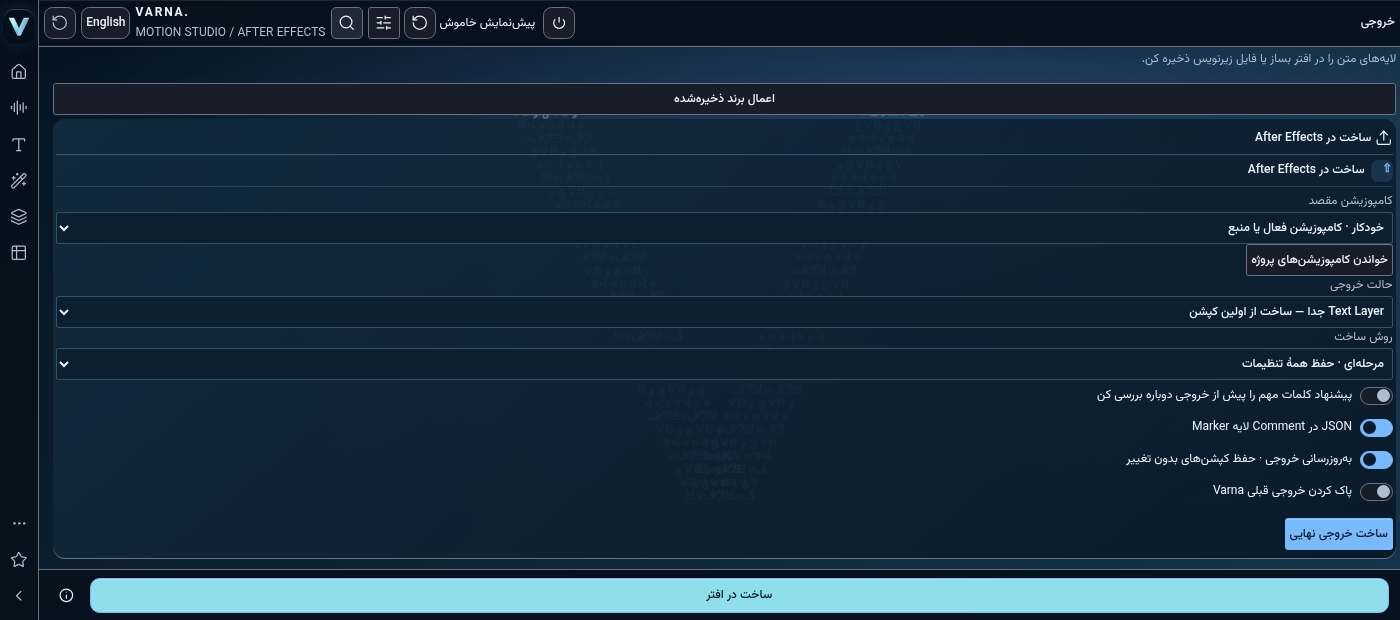 خروجی
پیش‌نمایش خاموش
English
VARNA.
MOTION STUDIO / AFTER EFFECTS
لایه‌های متن را در افتر بساز یا فایل زیرنویس ذخیره کن.
اعمال برند ذخیره‌شده
ساخت در After Effects
ساخت در After Effects
کامپوزیشن مقصد
خودکار · کامپوزیشن فعال یا منبع
خواندن کامپوزیشن‌های پروژه
حالت خروجی
Text Layer جدا — ساخت از اولین کپشن
روش ساخت
مرحله‌ای · حفظ همهٔ تنظیمات
پیشنهاد کلمات مهم را پیش از خروجی دوباره بررسی کن
JSON در Comment لایه Marker
به‌روزرسانی خروجی · حفظ کپشن‌های بدون تغییر
پاک کردن خروجی قبلی Varna
ساخت خروجی نهایی
ساخت در افتر